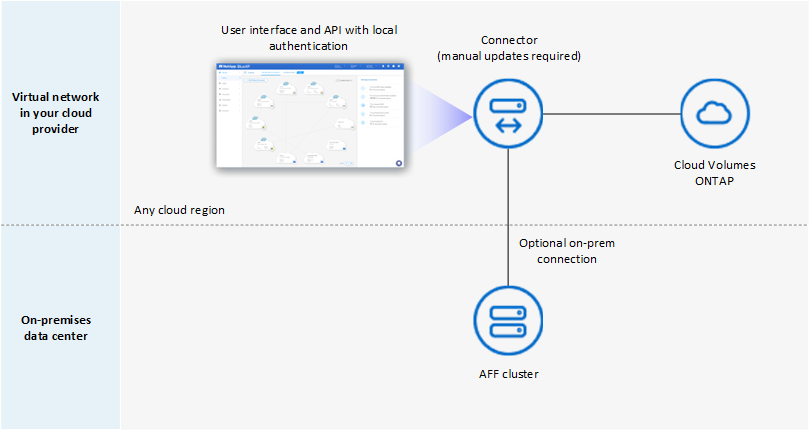 User interface and API with local
authentication
Connector
(manual updates required)
Virtual network
in your cloud
provider
Cloud Volumes
ONTAP
Any cloud region
Optional on-prem
connection
On-premises
data center
AFF cluster